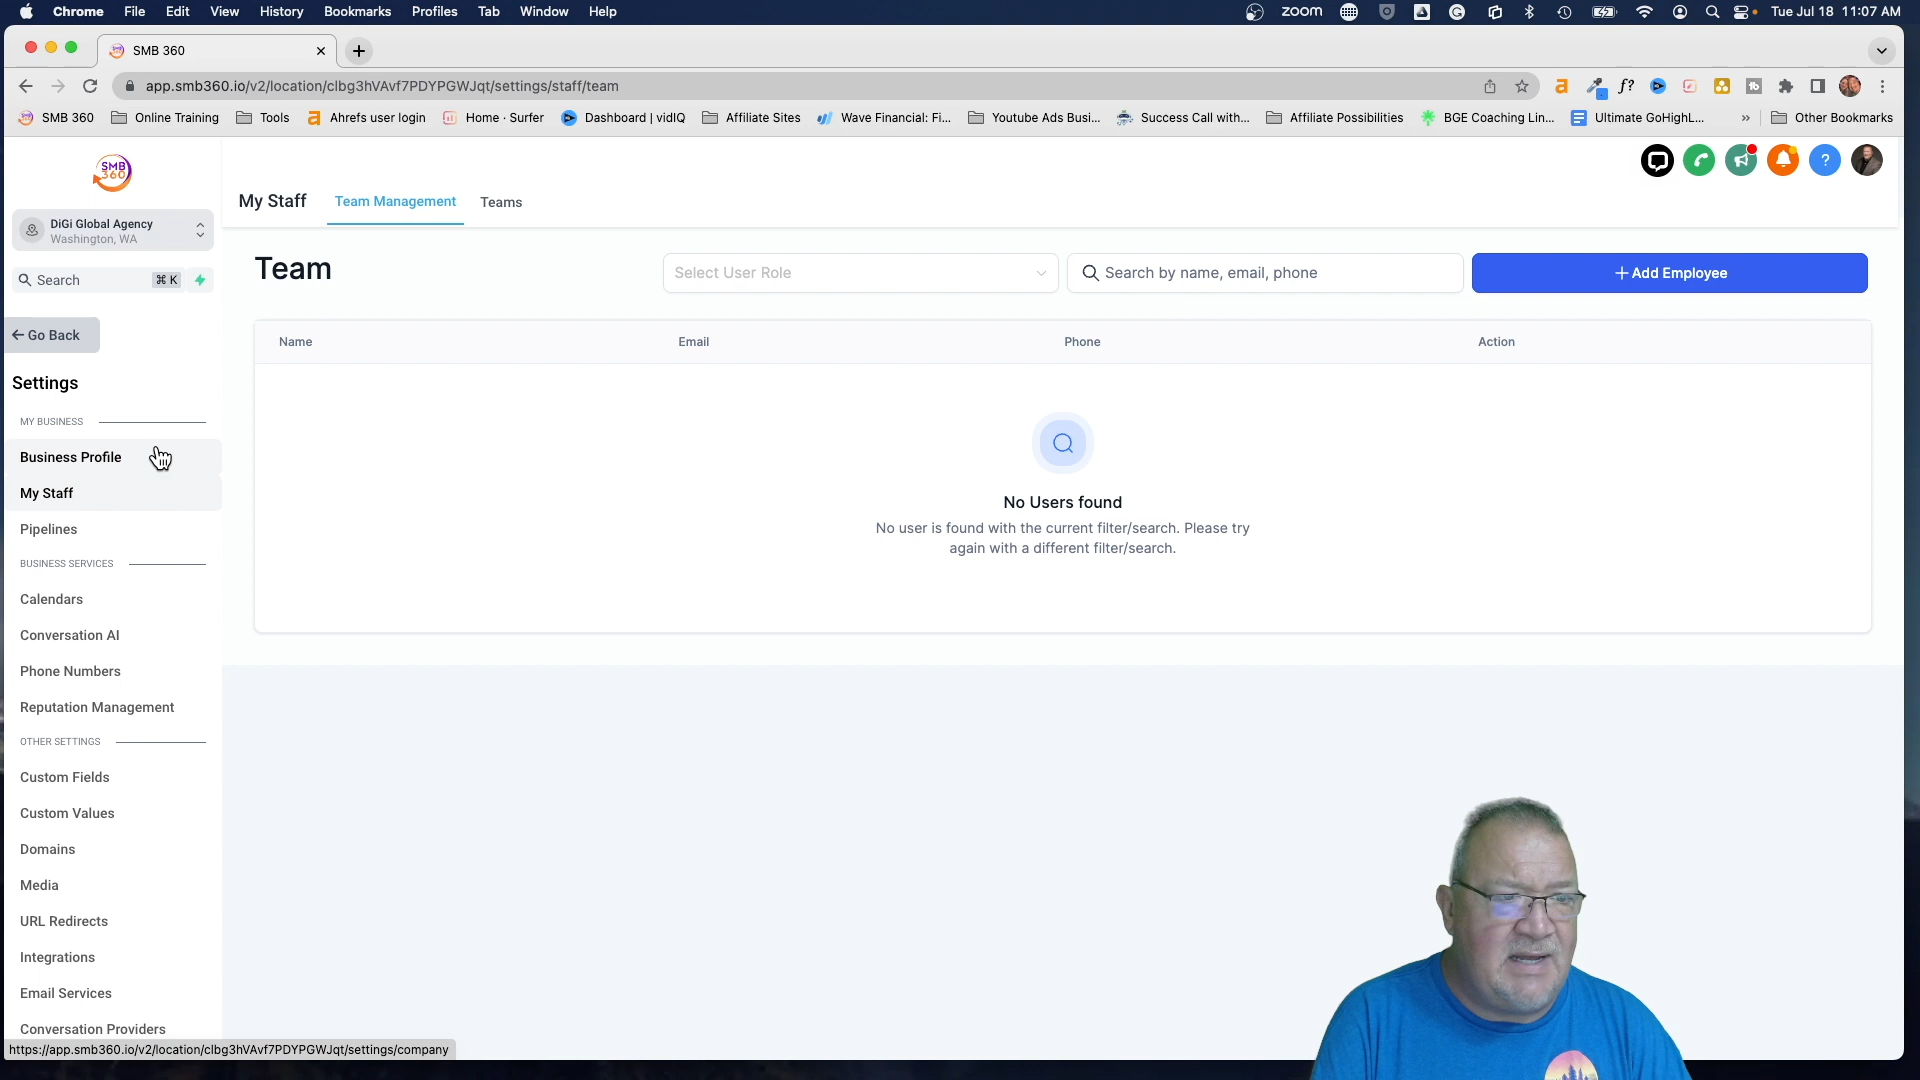 Chrome File Edit View History Bookmarks Profiles Tab Window Help
zoom
Tue Jul 18 11:07 AM
SMB 360
app.smb360.io/v2/location/clbg3hVAvf7PDYPGWJqt/settings/staff/team
SMB 360 Online Training Tools Ahrefs user login Home · Surfer Dashboard | vidIQ Affiliate Sites Wave Financial: Fi... Youtube Ads Busi... Success Call with... Affiliate Possibilities BGE Coaching Lin... Ultimate GoHighL... » Other Bookmarks
SMB
360
DiGi Global Agency
Washington, WA
Search ⌘ K
Go Back
Settings
MY BUSINESS
Business Profile
My Staff
Pipelines
BUSINESS SERVICES
Calendars
Conversation AI
Phone Numbers
Reputation Management
OTHER SETTINGS
Custom Fields
Custom Values
Domains
Media
URL Redirects
Integrations
Email Services
Conversation Providers
https://app.smb360.io/v2/location/clbg3hVAvf7PDYPGWJqt/settings/company
My Staff Team Management Teams
Team
Select User Role
Search by name, email, phone
+ Add Employee
Name Email Phone Action
No Users found
No user is found with the current filter/search. Please try
again with a different filter/search.